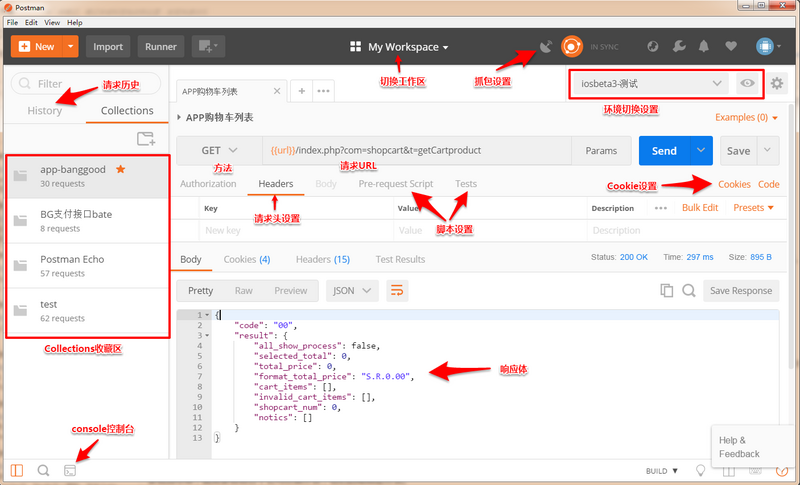 Postman
File Edit View Help
New
Import
Runner
My Workspace
IN SYNC
切换工作区
抓包设置
Filter
请求历史
History
Collections
APP购物车列表
iosbeta3-测试
环境切换设置
APP购物车列表
Examples (0)
GET
{{url}}/index.php?com=shopcart&t=getCartproduct
Params
Send
Save
方法
请求URL
Authorization
Headers
Body
Pre-request Script
Tests
Cookie设置
Cookies
Code
Key
Value
Description
Bulk Edit
Presets
请求头设置
New key
Value
Description
脚本设置
app-banggood
30 requests
BG支付接口bate
8 requests
Postman Echo
57 requests
test
62 requests
Collections收藏区
Body
Cookies (4)
Headers (15)
Test Results
Status: 200 OK
Time: 297 ms
Size: 895 B
Pretty
Raw
Preview
JSON
Save Response
1 {
2 "code": "00",
3 "result": {
4 "all_show_process": false,
5 "selected_total": 0,
6 "total_price": 0,
7 "format_total_price": "S.R.0.00",
8 "cart_items": [],
9 "invalid_cart_items": [],
10 "shopcart_num": 0,
11 "notics": []
12 }
13 }
响应体
console控制台
Help &
Feedback
BUILD